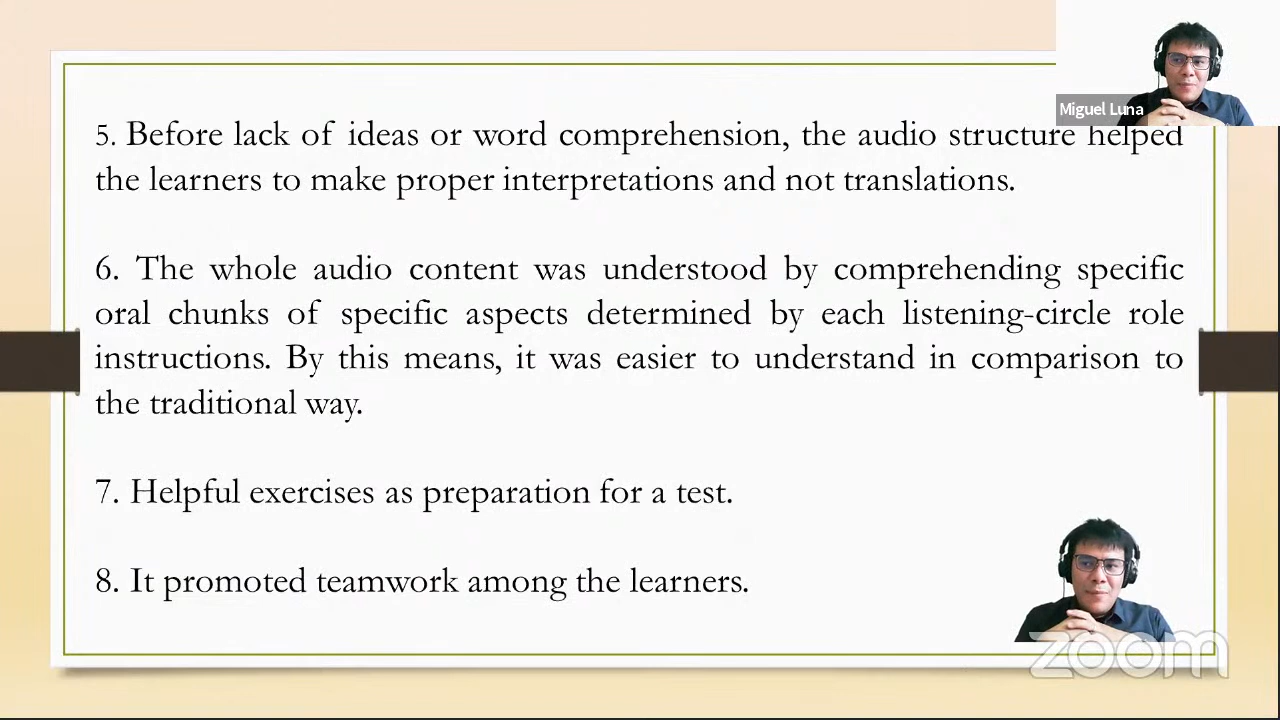 Miguel Luna
5. Before lack of ideas or word comprehension, the audio structure helped
the learners to make proper interpretations and not translations.
6. The whole audio content was understood by comprehending specific
oral chunks of specific aspects determined by each listening-circle role
instructions. By this means, it was easier to understand in comparison to
the traditional way.
7. Helpful exercises as preparation for a test.
8. It promoted teamwork among the learners.
zoom